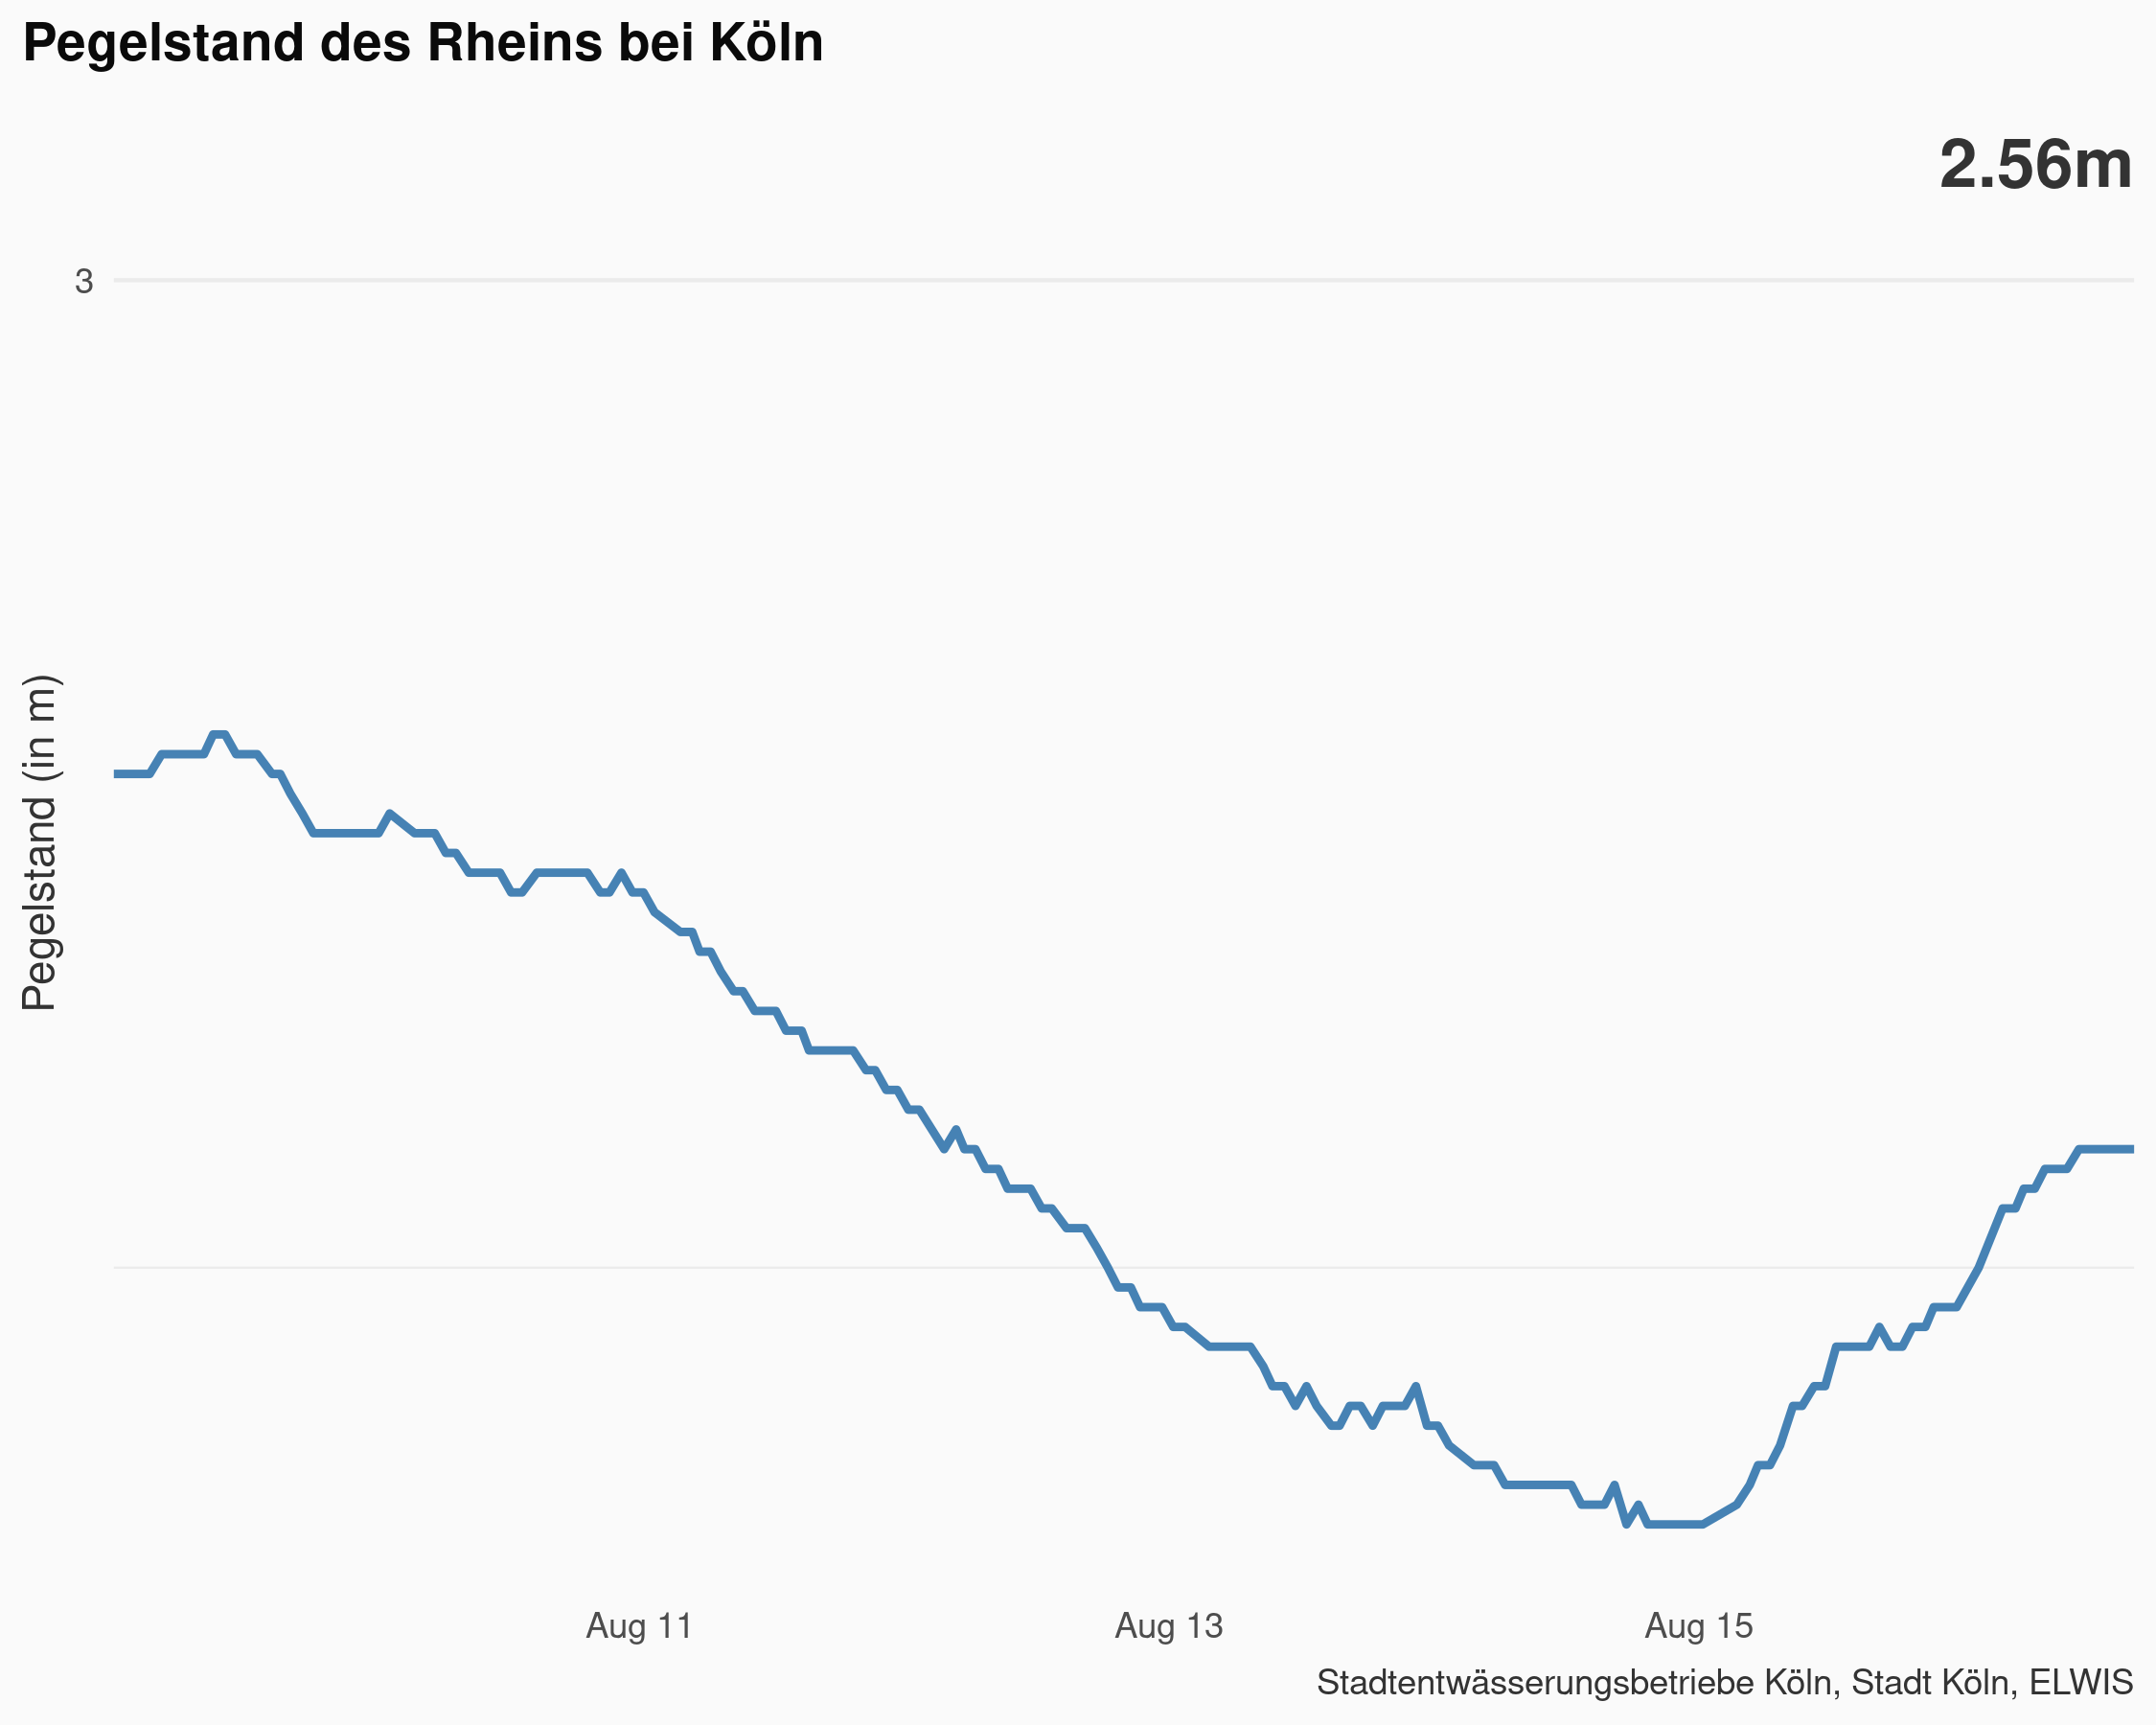 Pegelstand des Rheins bei Köln
2.56m
3
Pegelstand (in m)
Aug 11
Aug 13
Aug 15
Stadtentwässerungsbetriebe Köln, Stadt Köln, ELWIS